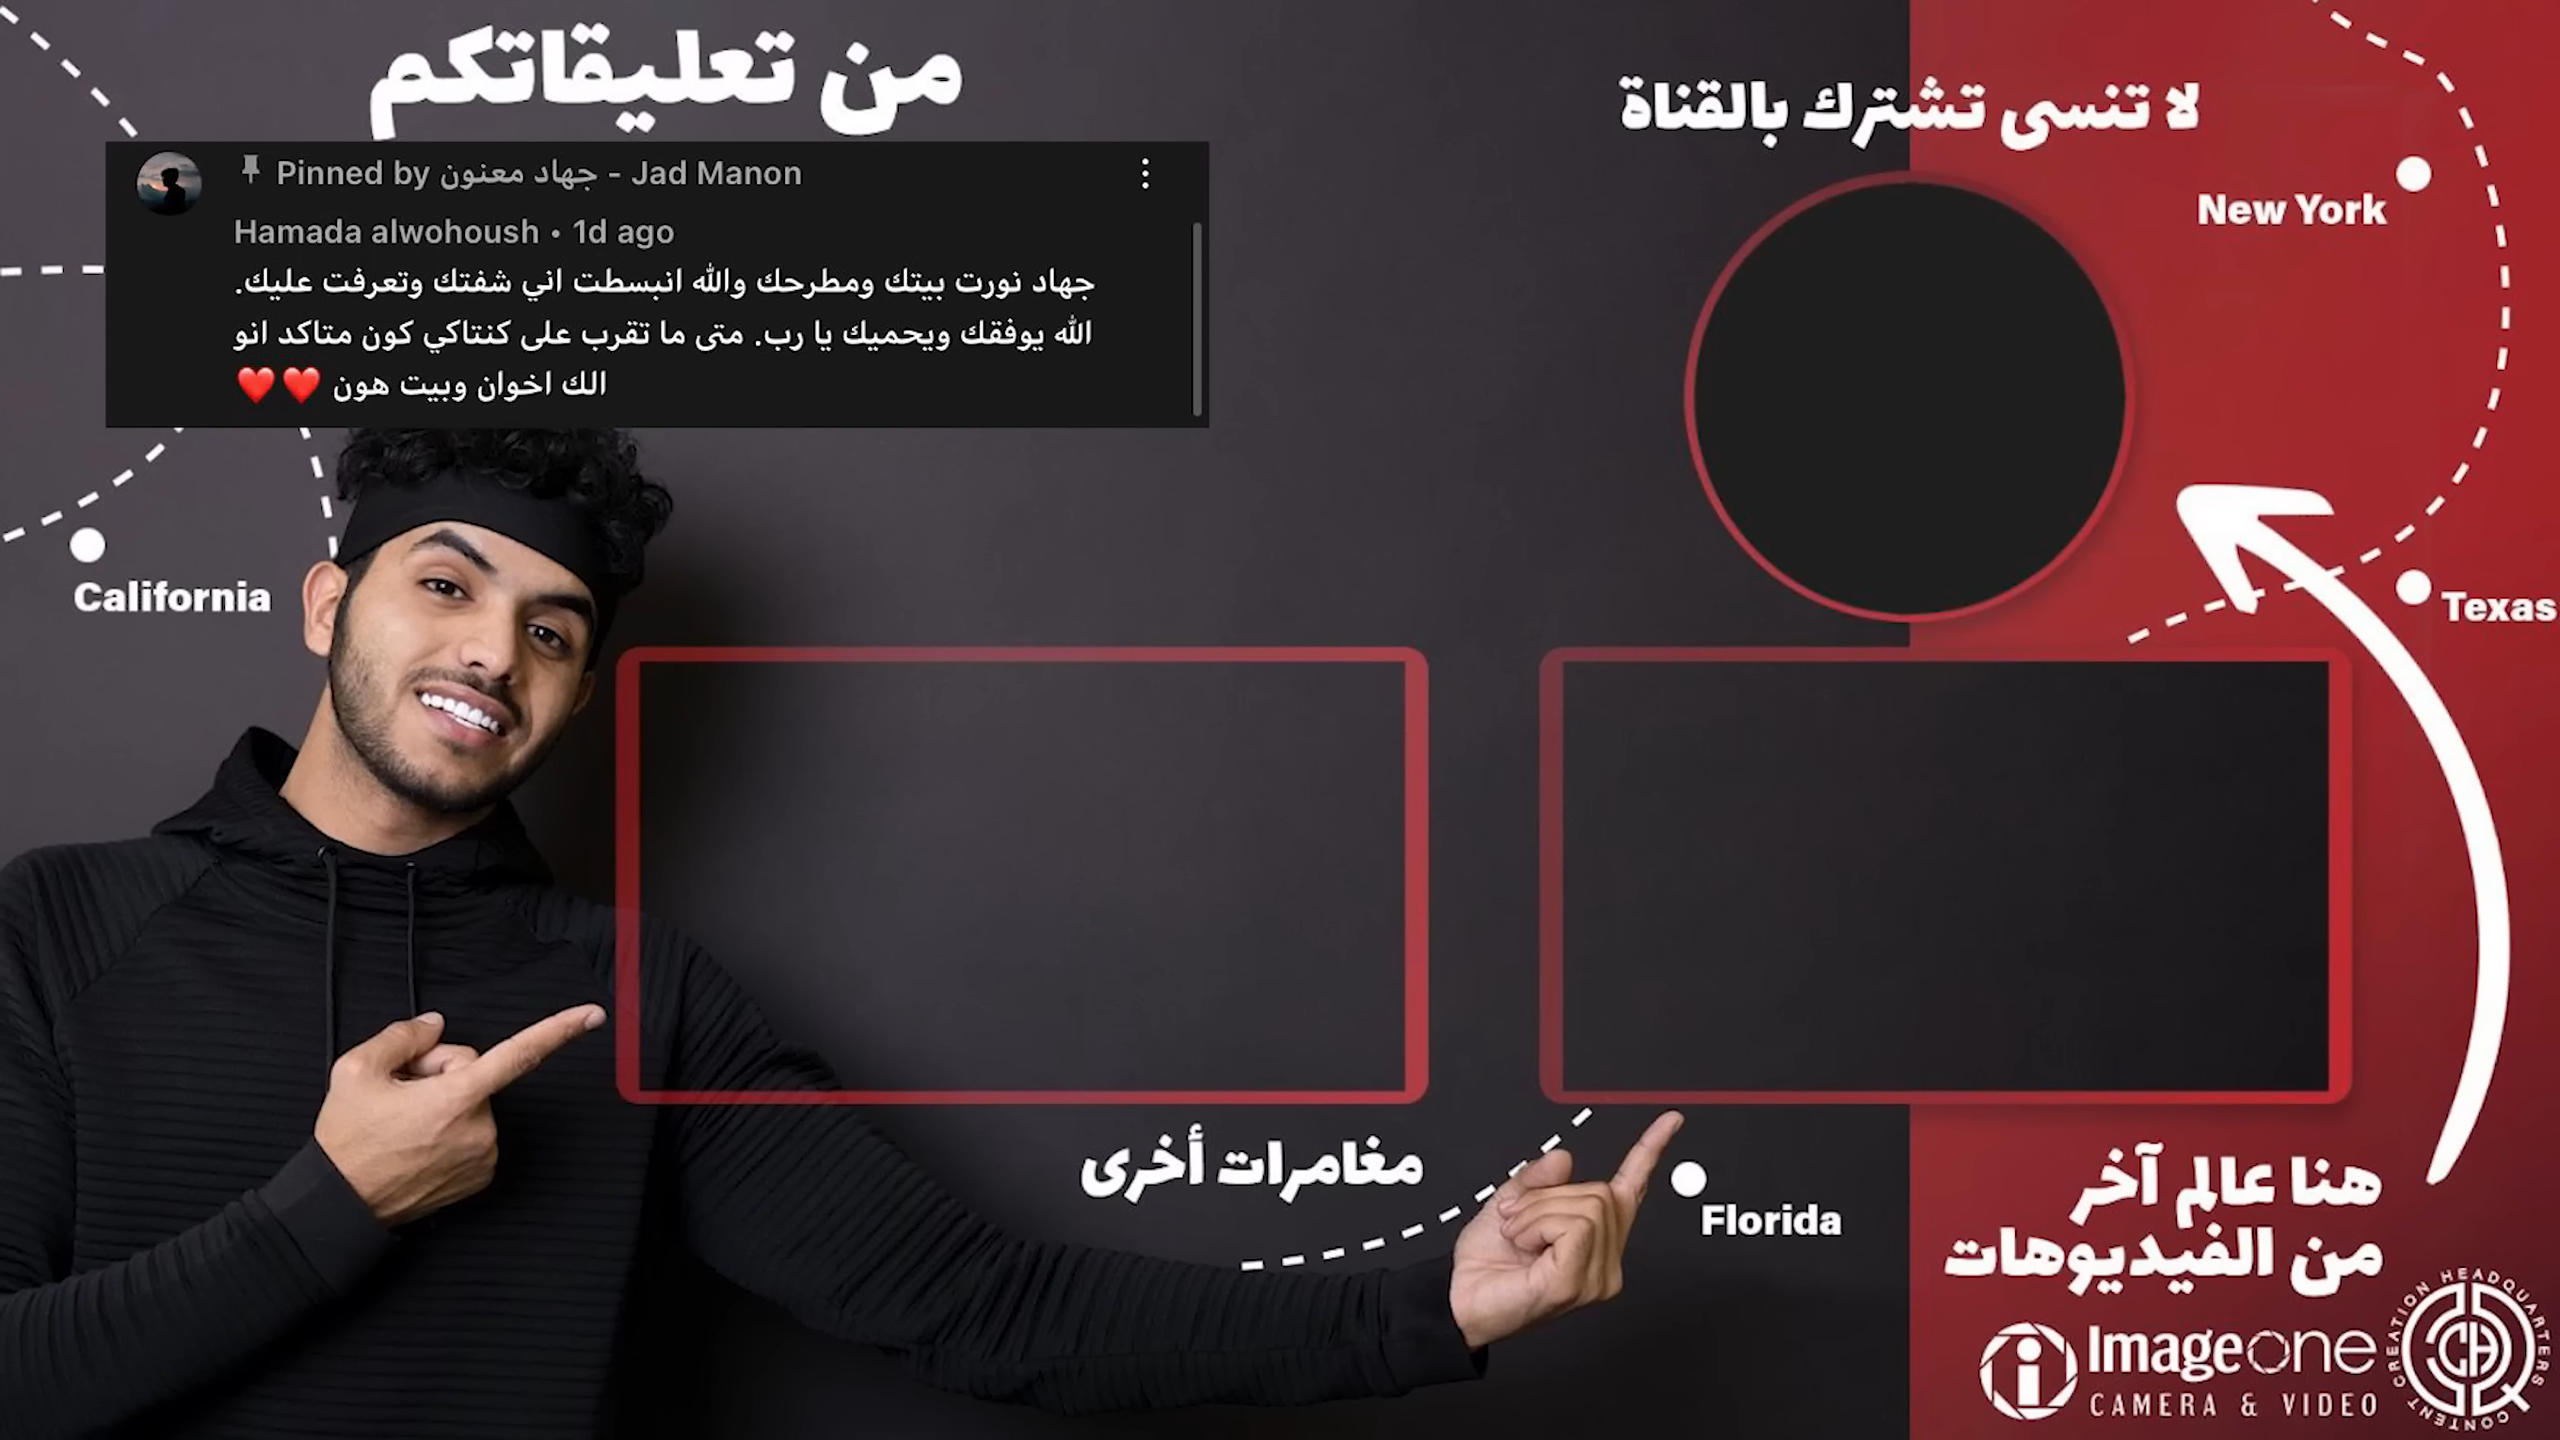 من تعليقاتكم
Pinned by جهاد معنون - Jad Manon
Hamada alwohoush • 1d ago
جهاد نورت بيتك ومطرحك والله انبسطت اني شفتك وتعرفت عليك.
الله يوفقك ويحميك يا رب. متى ما تقرب على كنتاكي كون متاكد انو
الك اخوان وبيت هون ❤️❤️
لا تنسى تشترك بالقناة
New York
California
Texas
مغامرات أخرى
Florida
هنا عالم آخر
من الفيديوهات
Imageone
CAMERA & VIDEO
CONTENT CREATION HEADQUARTERS
CHQ